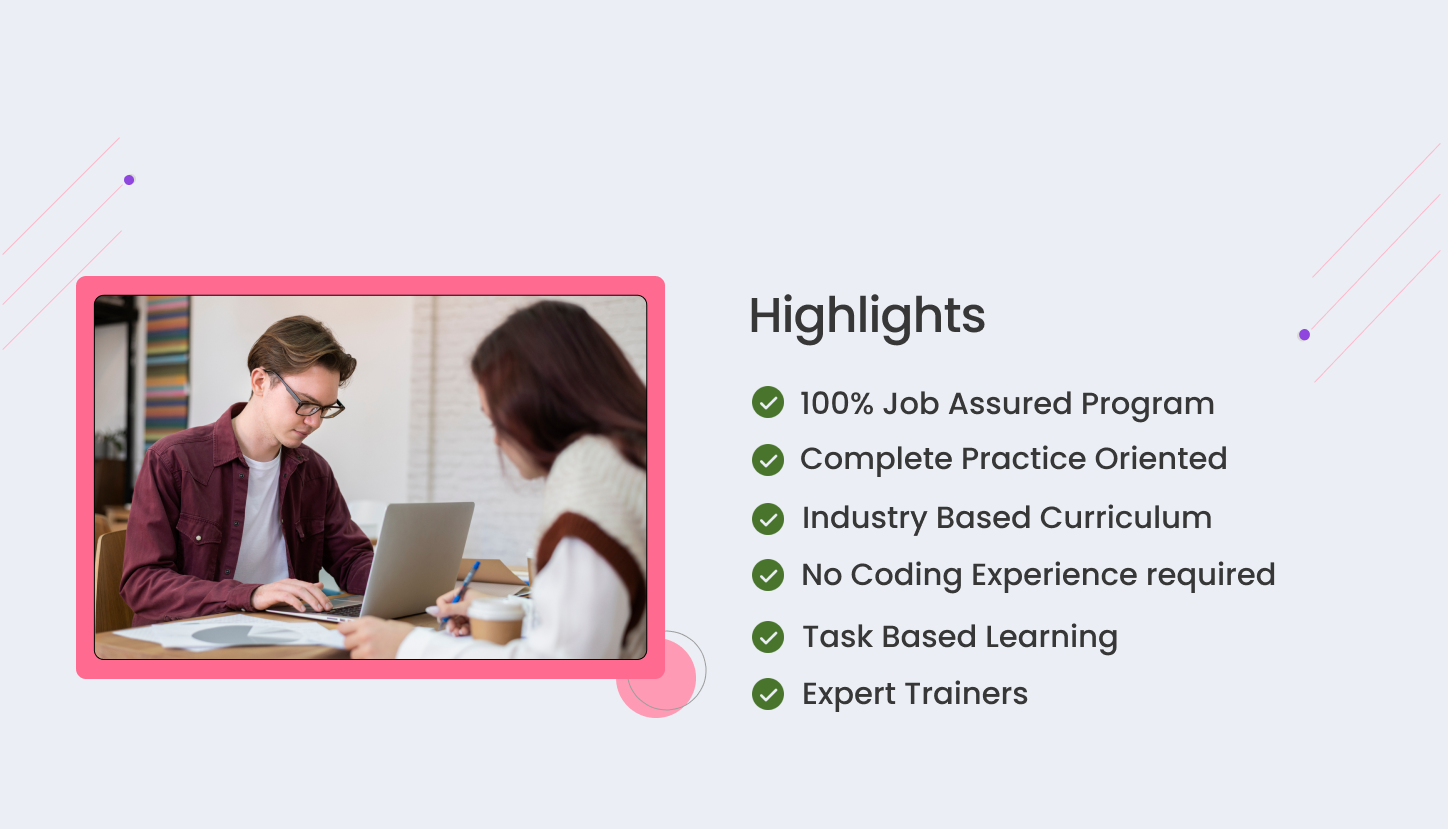 Highlights
100% Job Assured Program
Complete Practice Oriented
Industry Based Curriculum
No Coding Experience required
Task Based Learning
Expert Trainers